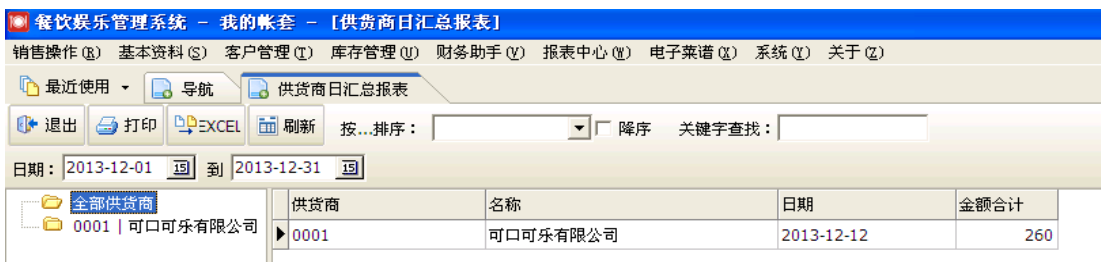 餐饮娱乐管理系统 - 我的帐套 - [供货商日汇总报表]
销售操作(R) 基本资料(S) 客户管理(T) 库存管理(U) 财务助手(V) 报表中心(W) 电子菜谱(X) 系统(Y) 关于(Z)
最近使用 导航 供货商日汇总报表
退出 打印 EXCEL 刷新 按...排序： 降序 关键字查找：
日期： 2013-12-01 15 到 2013-12-31 15
全部供货商 供货商 名称 日期 金额合计
0001 | 可口可乐有限公司 0001 可口可乐有限公司 2013-12-12 260